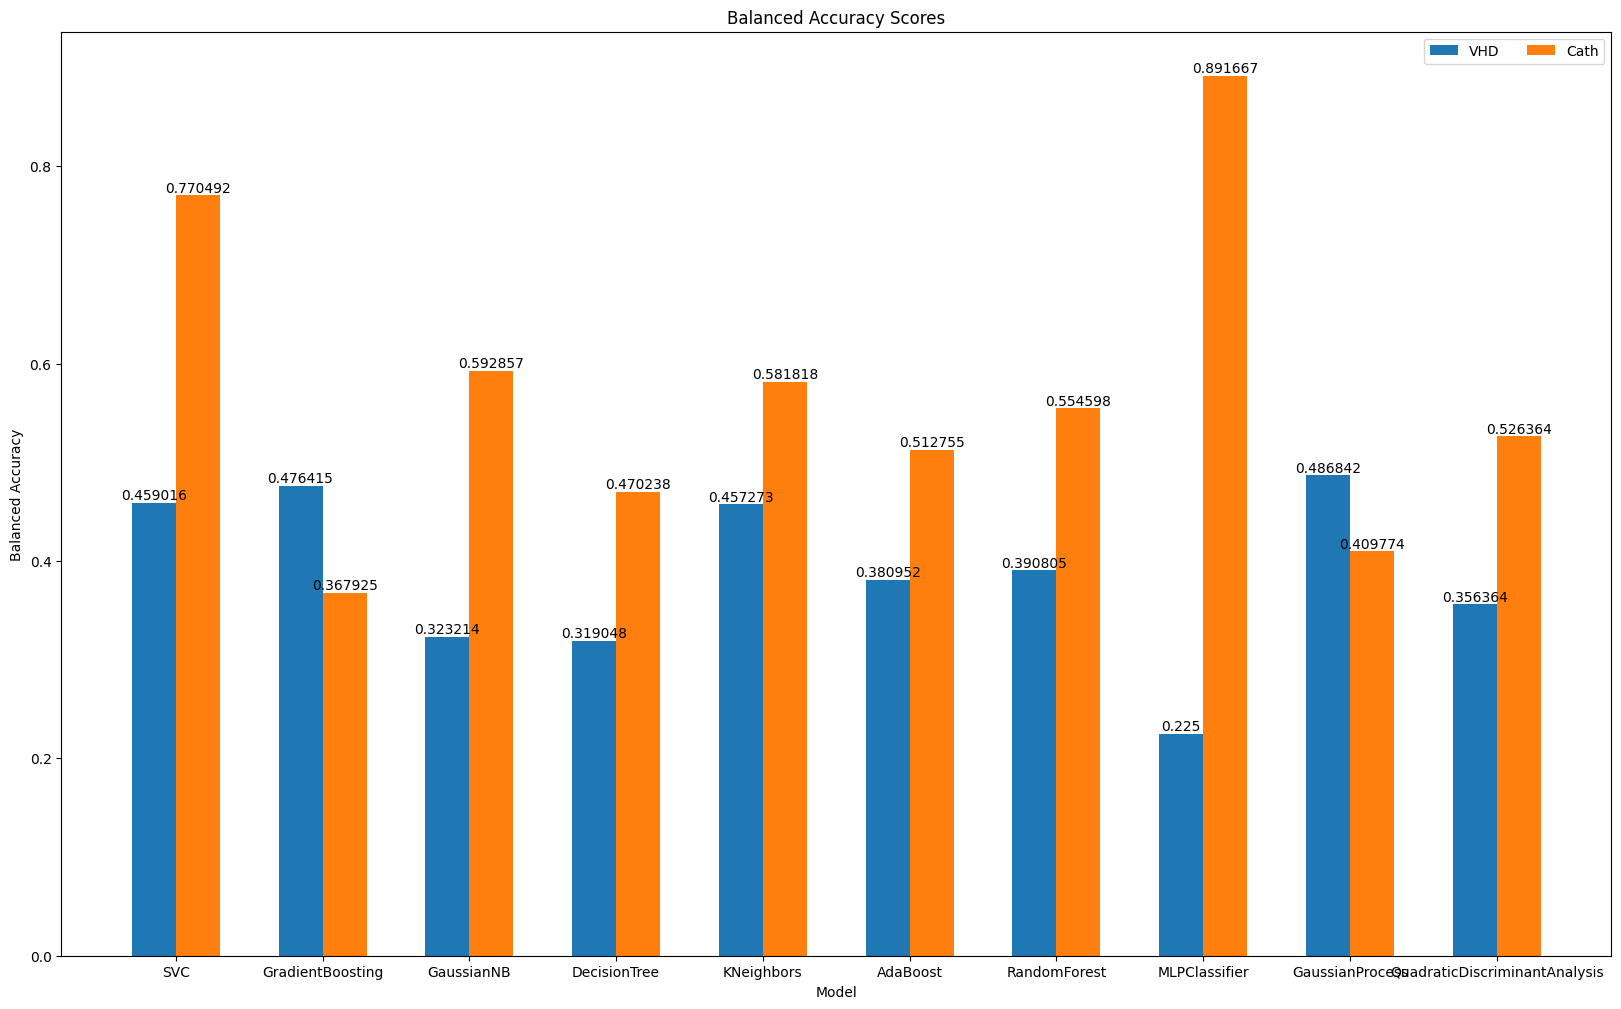 Balanced Accuracy Scores
VHD
Cath
Balanced Accuracy
0.8
0.6
0.4
0.2
0.0
0.459016
0.770492
0.476415
0.367925
0.323214
0.592857
0.319048
0.470238
0.457273
0.581818
0.380952
0.512755
0.390805
0.554598
0.225
0.891667
0.486842
0.409774
0.356364
0.526364
SVC
GradientBoosting
GaussianNB
DecisionTree
KNeighbors
AdaBoost
RandomForest
MLPClassifier
GaussianProcess
QuadraticDiscriminantAnalysis
Model